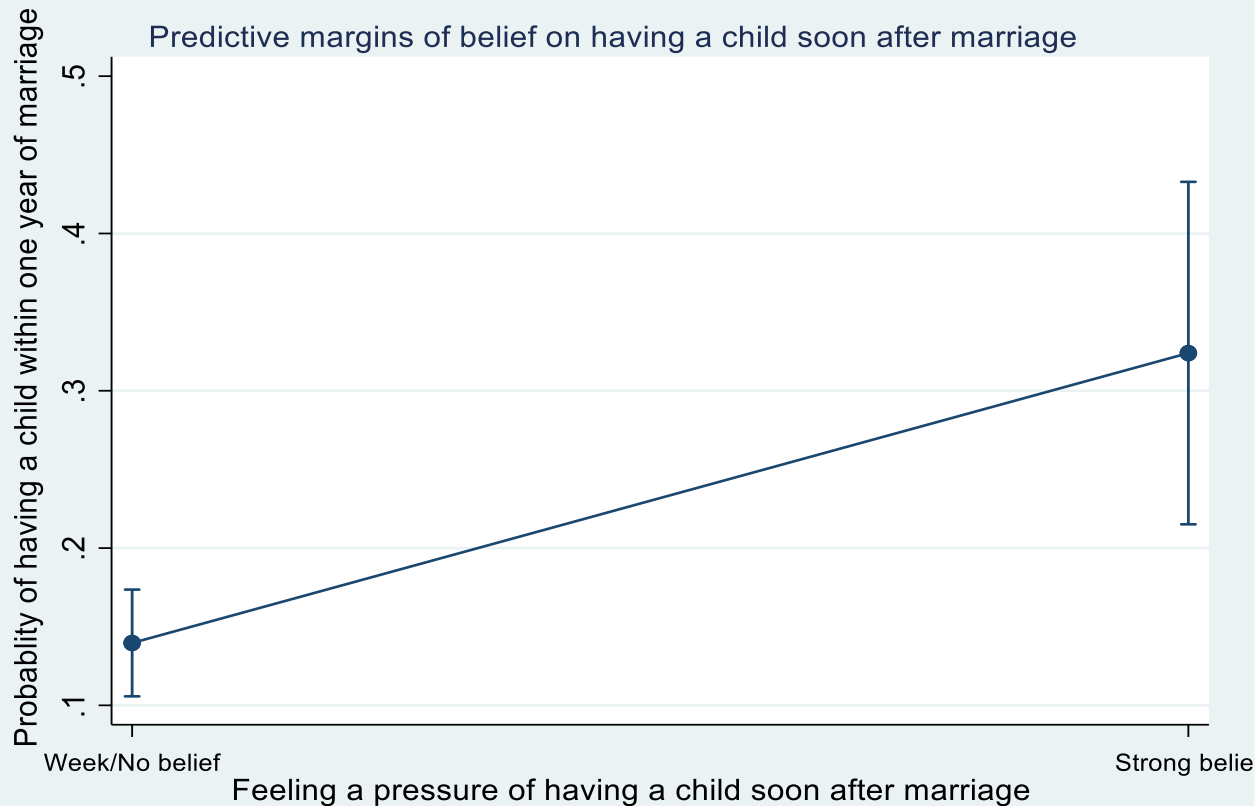 Predictive margins of belief on having a child soon after marriage
Probablity of having a child within one year of marriage
.5
.4
.3
.2
.1
Week/No belief
Strong belie
Feeling a pressure of having a child soon after marriage